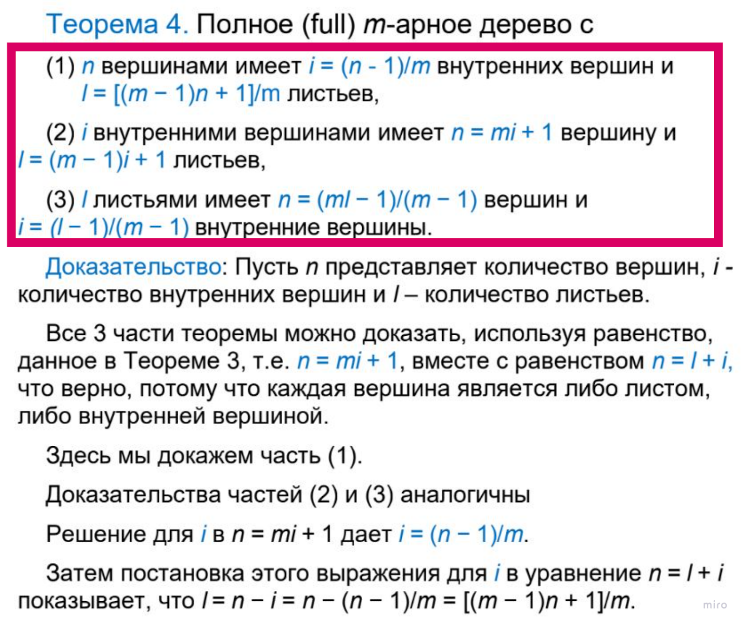 Теорема 4. Полное (full) m-арное дерево с
(1) n вершинами имеет i = (n - 1)/m внутренних вершин и
l = [(m − 1)n + 1]/m листьев,
(2) i внутренними вершинами имеет n = mi + 1 вершину и
l = (m − 1)i + 1 листьев,
(3) l листьями имеет n = (ml − 1)/(m − 1) вершин и
i = (l − 1)/(m − 1) внутренние вершины.
Доказательство: Пусть n представляет количество вершин, i -
количество внутренних вершин и l – количество листьев.
Все 3 части теоремы можно доказать, используя равенство,
данное в Теореме 3, т.е. n = mi + 1, вместе с равенством n = l + i,
что верно, потому что каждая вершина является либо листом,
либо внутренней вершиной.
Здесь мы докажем часть (1).
Доказательства частей (2) и (3) аналогичны
Решение для i в n = mi + 1 дает i = (n − 1)/m.
Затем постановка этого выражения для i в уравнение n = l + i
показывает, что l = n − i = n − (n − 1)/m = [(m − 1)n + 1]/m.
miro